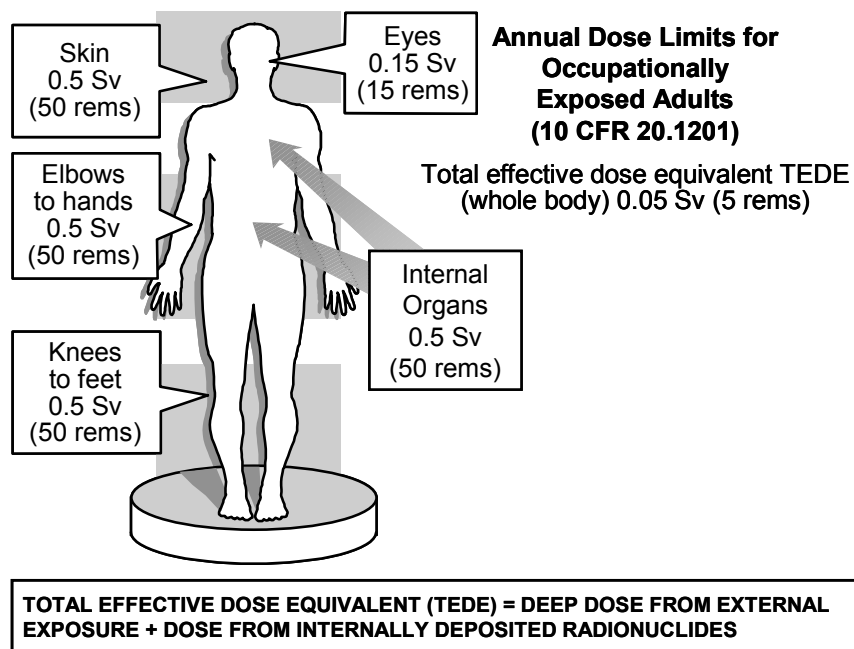 Skin
0.5 Sv
(50 rems)
Eyes
0.15 Sv
(15 rems)
Annual Dose Limits for
Occupationally
Exposed Adults
(10 CFR 20.1201)
Total effective dose equivalent TEDE
(whole body) 0.05 Sv (5 rems)
Elbows
to hands
0.5 Sv
(50 rems)
Internal
Organs
0.5 Sv
(50 rems)
Knees
to feet
0.5 Sv
(50 rems)
TOTAL EFFECTIVE DOSE EQUIVALENT (TEDE) = DEEP DOSE FROM EXTERNAL
EXPOSURE + DOSE FROM INTERNALLY DEPOSITED RADIONUCLIDES